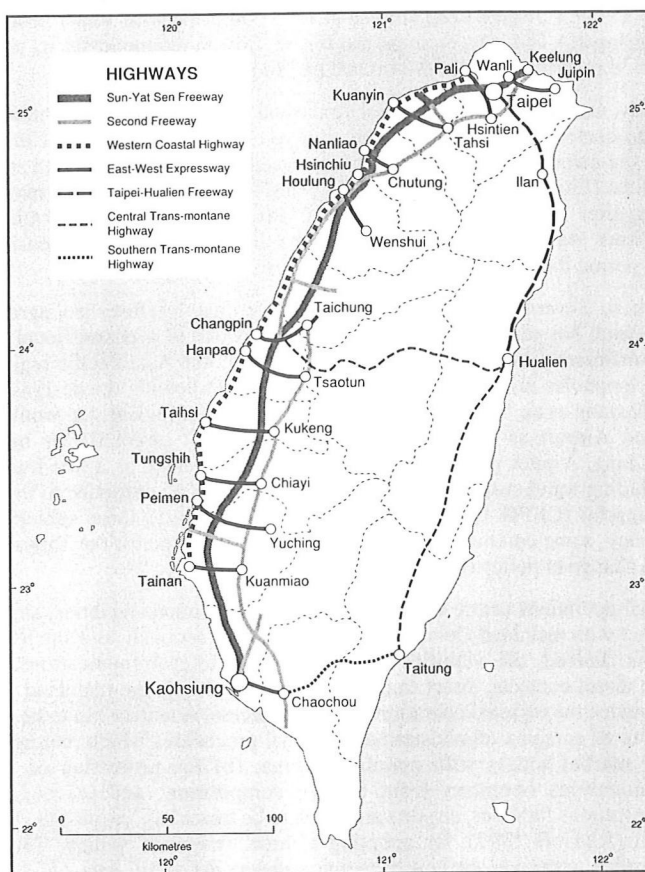 120°
121°
122°
HIGHWAYS
Sun-Yat Sen Freeway
Second Freeway
Western Coastal Highway
East-West Expressway
Taipei-Hualien Freeway
Central Trans-montane
Highway
Southern Trans-montane
Highway
Pali
Wanli
Keelung
Juipin
Kuanyin
Taipei
25°
25°
Nanliao
Hsintien
Tahsi
Hsinchiu
Chutung
Houlung
Ilan
Wenshui
Taichung
Changpin
24°
Hanpao
24°
Hualien
Tsaotun
Taihsi
Kukeng
Tungshih
Chiayi
Peimen
Yuching
23°
23°
Tainan
Kuanmiao
Taitung
Kaohsiung
Chaochou
22°
22°
0
50
100
kilometres
120°
121°
122°